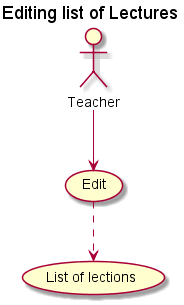 Editing list of Lectures
Teacher
Edit
List of lections